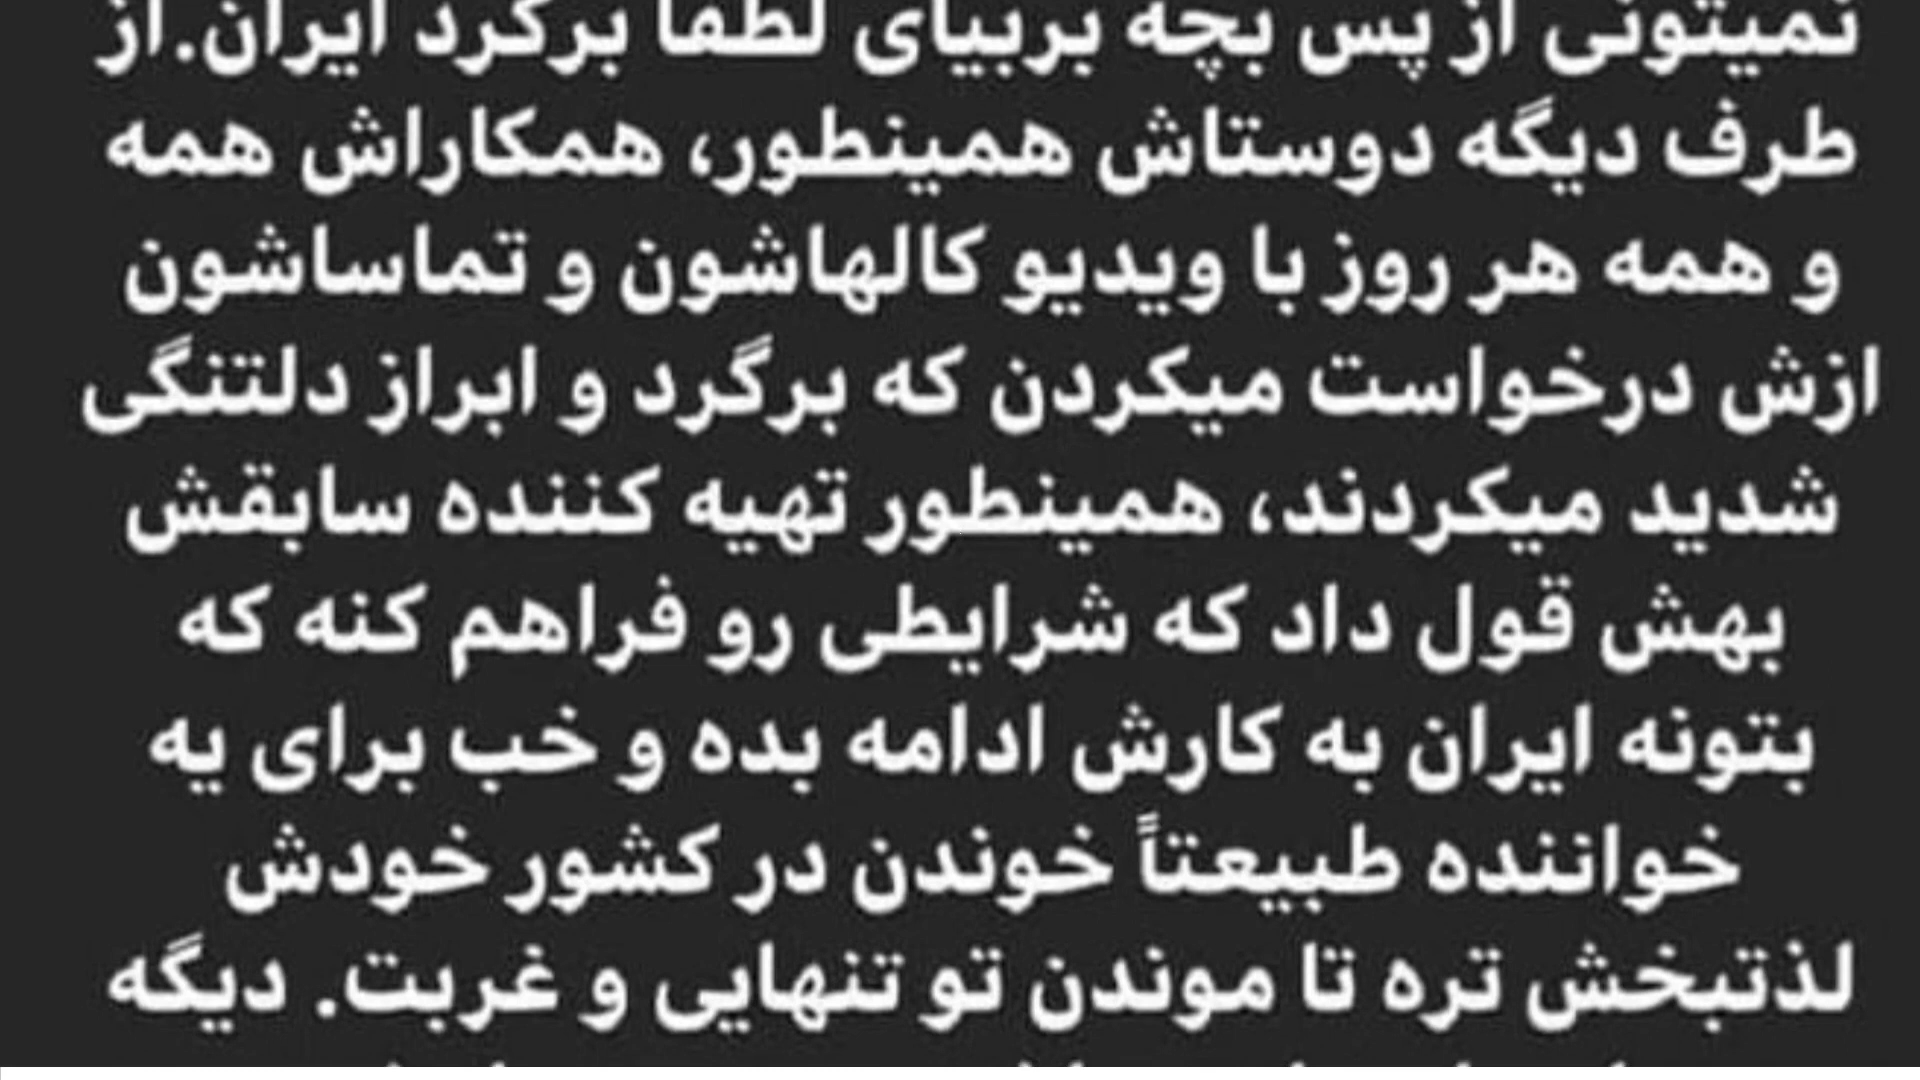 نمیتونی از پس بچه بربیای لطفا برگرد ایران.از
طرف دیگه دوستاش همینطور، همکاراش همه
و همه هر روز با ویدیو کالهاشون و تماساشون
ازش درخواست میکردن که برگرد و ابراز دلتنگی
شدید میکردند، همینطور تهیه کننده سابقش
بهش قول داد که شرایطی رو فراهم کنه که
بتونه ایران به کارش ادامه بده و خب برای یه
خواننده طبیعتاً خوندن در کشور خودش
لذتبخش تره تا موندن تو تنهایی و غربت. دیگه